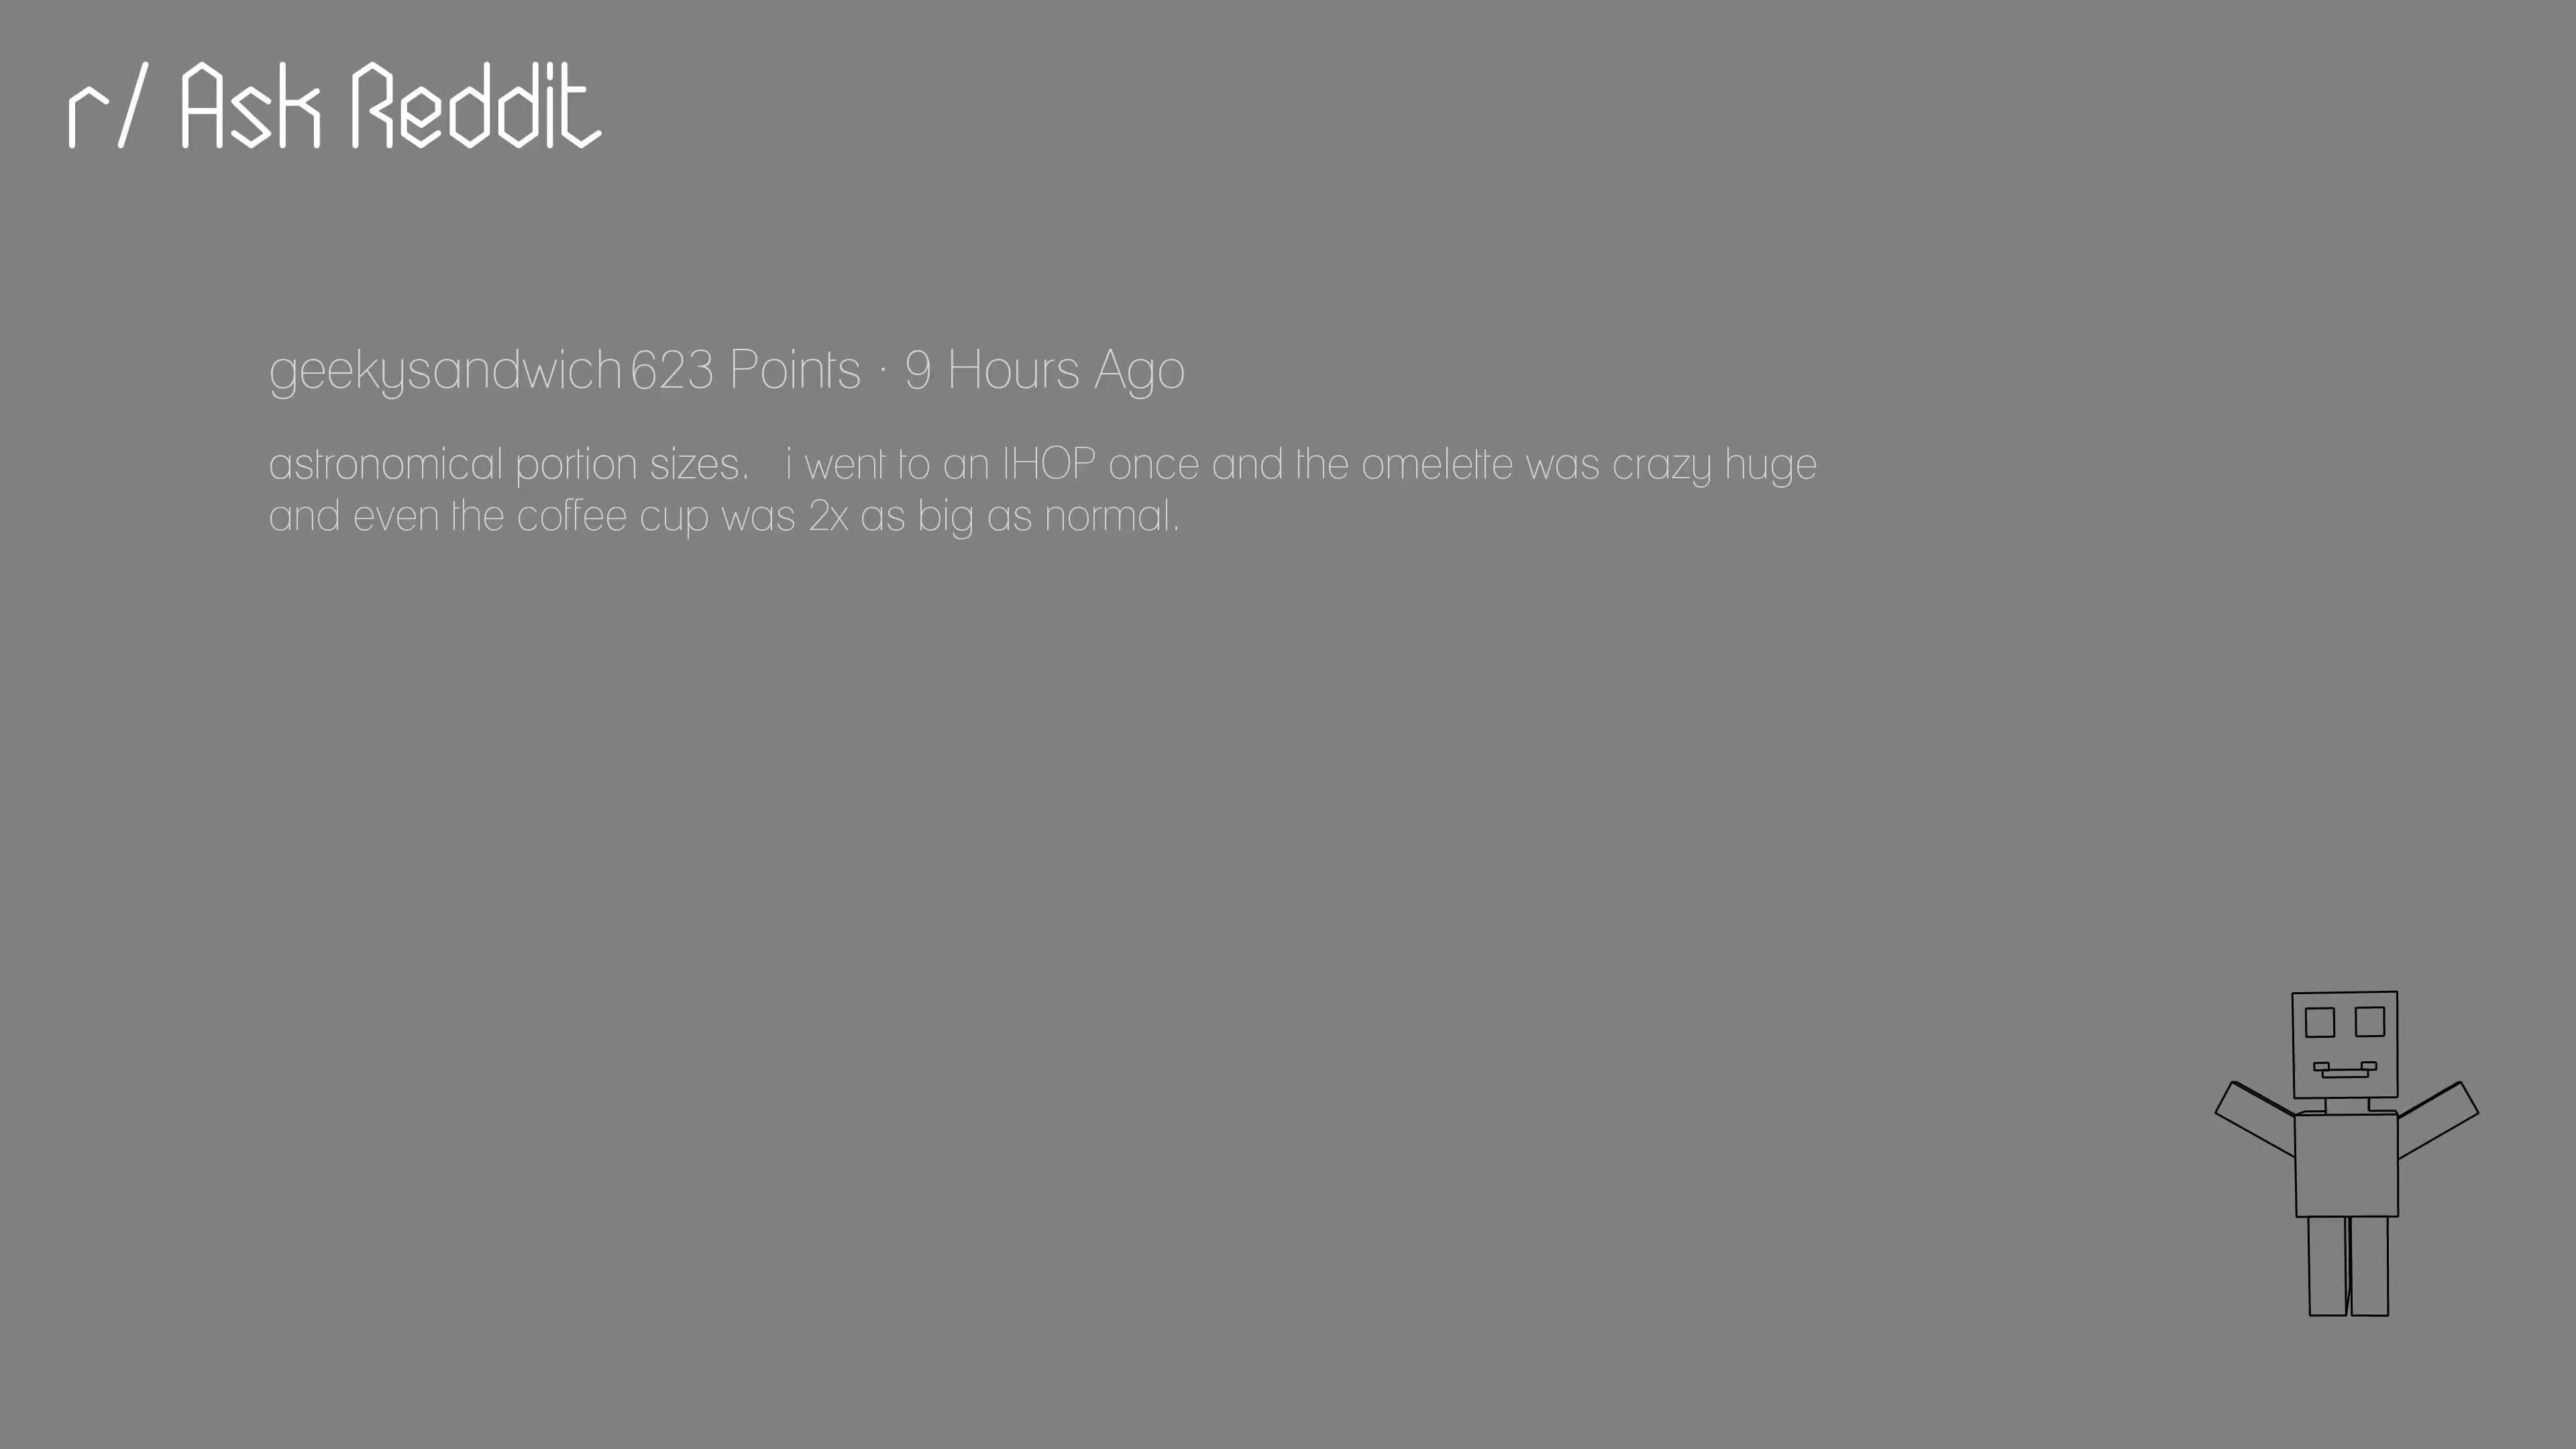 r/ Ask Reddit
geekysandwich 623 Points · 9 Hours Ago
astronomical portion sizes.   i went to an IHOP once and the omelette was crazy huge
and even the coffee cup was 2x as big as normal.